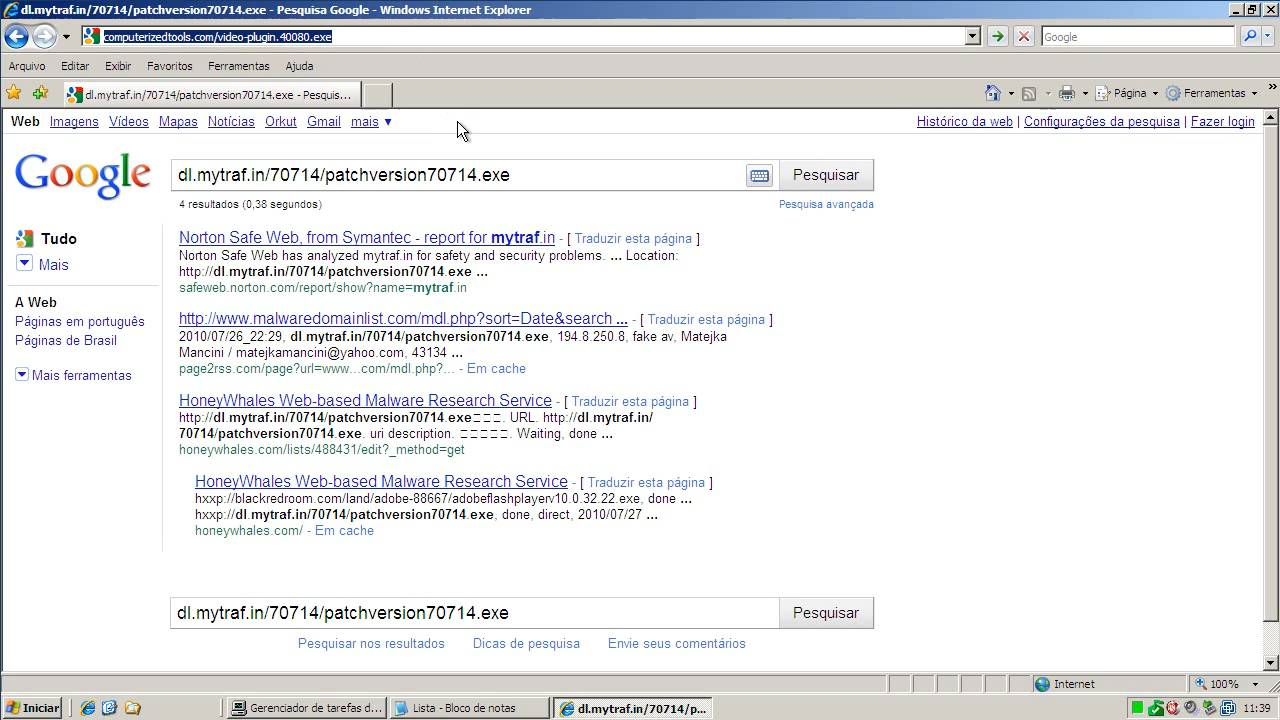 dl.mytraf.in/70714/patchversion70714.exe - Pesquisa Google - Windows Internet Explorer
computerizedtools.com/video-plugin.40080.exe
Google
Arquivo Editar Exibir Favoritos Ferramentas Ajuda
dl.mytraf.in/70714/patchversion70714.exe - Pesquis...
Página Ferramentas
Web Imagens Vídeos Mapas Notícias Orkut Gmail mais ▼
Histórico da web | Configurações da pesquisa | Fazer login
Google
dl.mytraf.in/70714/patchversion70714.exe
Pesquisar
4 resultados (0,38 segundos)
Pesquisa avançada
Tudo
Mais
A Web
Páginas em português
Páginas de Brasil
Mais ferramentas
Norton Safe Web, from Symantec - report for mytraf.in - [ Traduzir esta página ]
Norton Safe Web has analyzed mytraf.in for safety and security problems. ... Location:
http://dl.mytraf.in/70714/patchversion70714.exe ...
safeweb.norton.com/report/show?name=mytraf.in
http://www.malwaredomainlist.com/mdl.php?sort=Date&search ... - [ Traduzir esta página ]
2010/07/26_22:29, dl.mytraf.in/70714/patchversion70714.exe, 194.8.250.8, fake av, Matejka
Mancini / matejkamancini@yahoo.com, 43134 ...
page2rss.com/page?url=www...com/mdl.php?... - Em cache
HoneyWhales Web-based Malware Research Service - [ Traduzir esta página ]
http://dl.mytraf.in/70714/patchversion70714.exe□□□. URL. http://dl.mytraf.in/
70714/patchversion70714.exe. uri description. □□□□□. Waiting, done ...
honeywhales.com/lists/488431/edit?_method=get
HoneyWhales Web-based Malware Research Service - [ Traduzir esta página ]
hxxp://blackredroom.com/land/adobe-88667/adobeflashplayerv10.0.32.22.exe, done ...
hxxp://dl.mytraf.in/70714/patchversion70714.exe, done, direct, 2010/07/27 ...
honeywhales.com/ - Em cache
dl.mytraf.in/70714/patchversion70714.exe
Pesquisar
Pesquisar nos resultados Dicas de pesquisa Envie seus comentários
Internet
100%
Iniciar
Gerenciador de tarefas d...
Lista - Bloco de notas
dl.mytraf.in/70714/p...
11:39